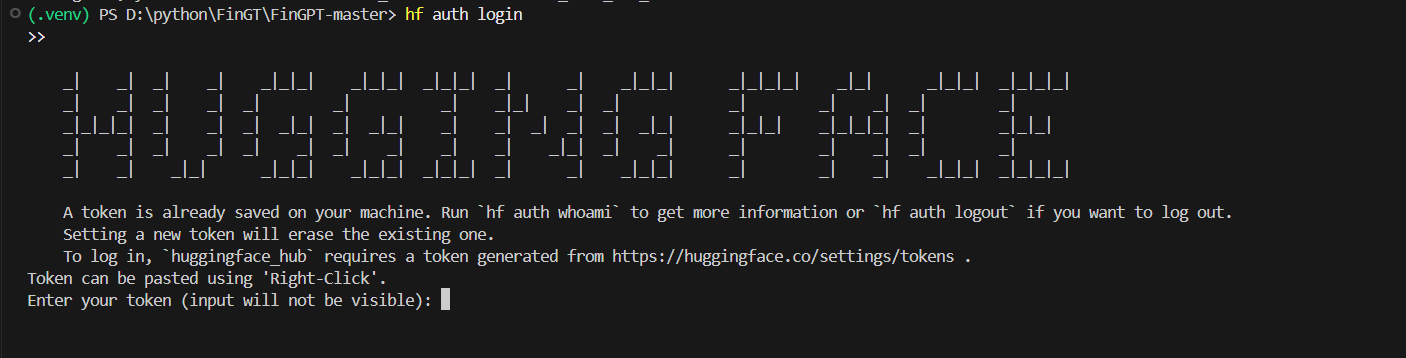 (.venv) PS D:\python\FinGT\FinGPT-master> hf auth login
>>
HUGGING FACE
A token is already saved on your machine. Run `hf auth whoami` to get more information or `hf auth logout` if you want to log out.
Setting a new token will erase the existing one.
To log in, `huggingface_hub` requires a token generated from https://huggingface.co/settings/tokens .
Token can be pasted using 'Right-Click'.
Enter your token (input will not be visible):